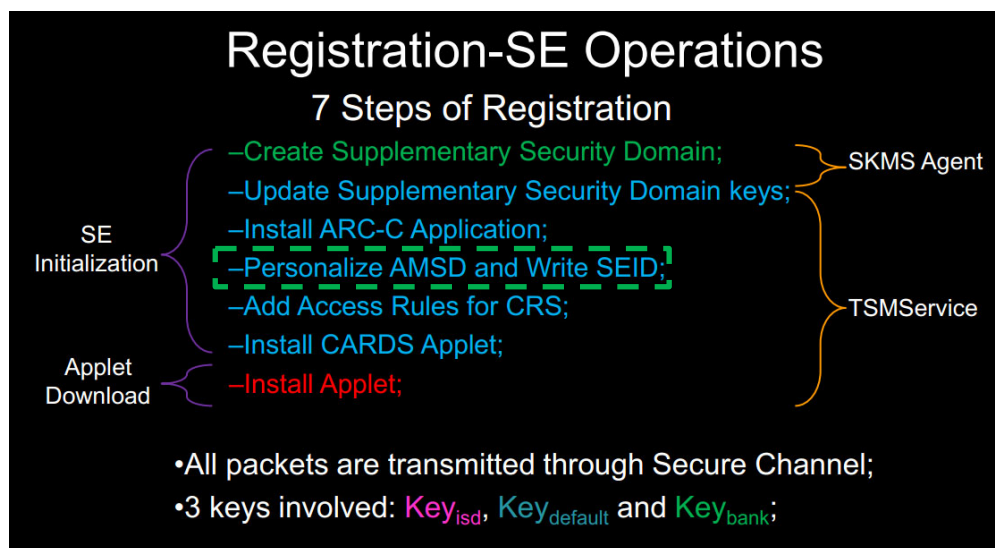 Registration-SE Operations
7 Steps of Registration
–Create Supplementary Security Domain;
SKMS Agent
–Update Supplementary Security Domain keys;
–Install ARC-C Application;
SE
Initialization
–Personalize AMSD and Write SEID;
–Add Access Rules for CRS;
TSMService
–Install CARDS Applet;
Applet
Download
–Install Applet;
•All packets are transmitted through Secure Channel;
•3 keys involved: Keyisd, Keydefault and Keybank;